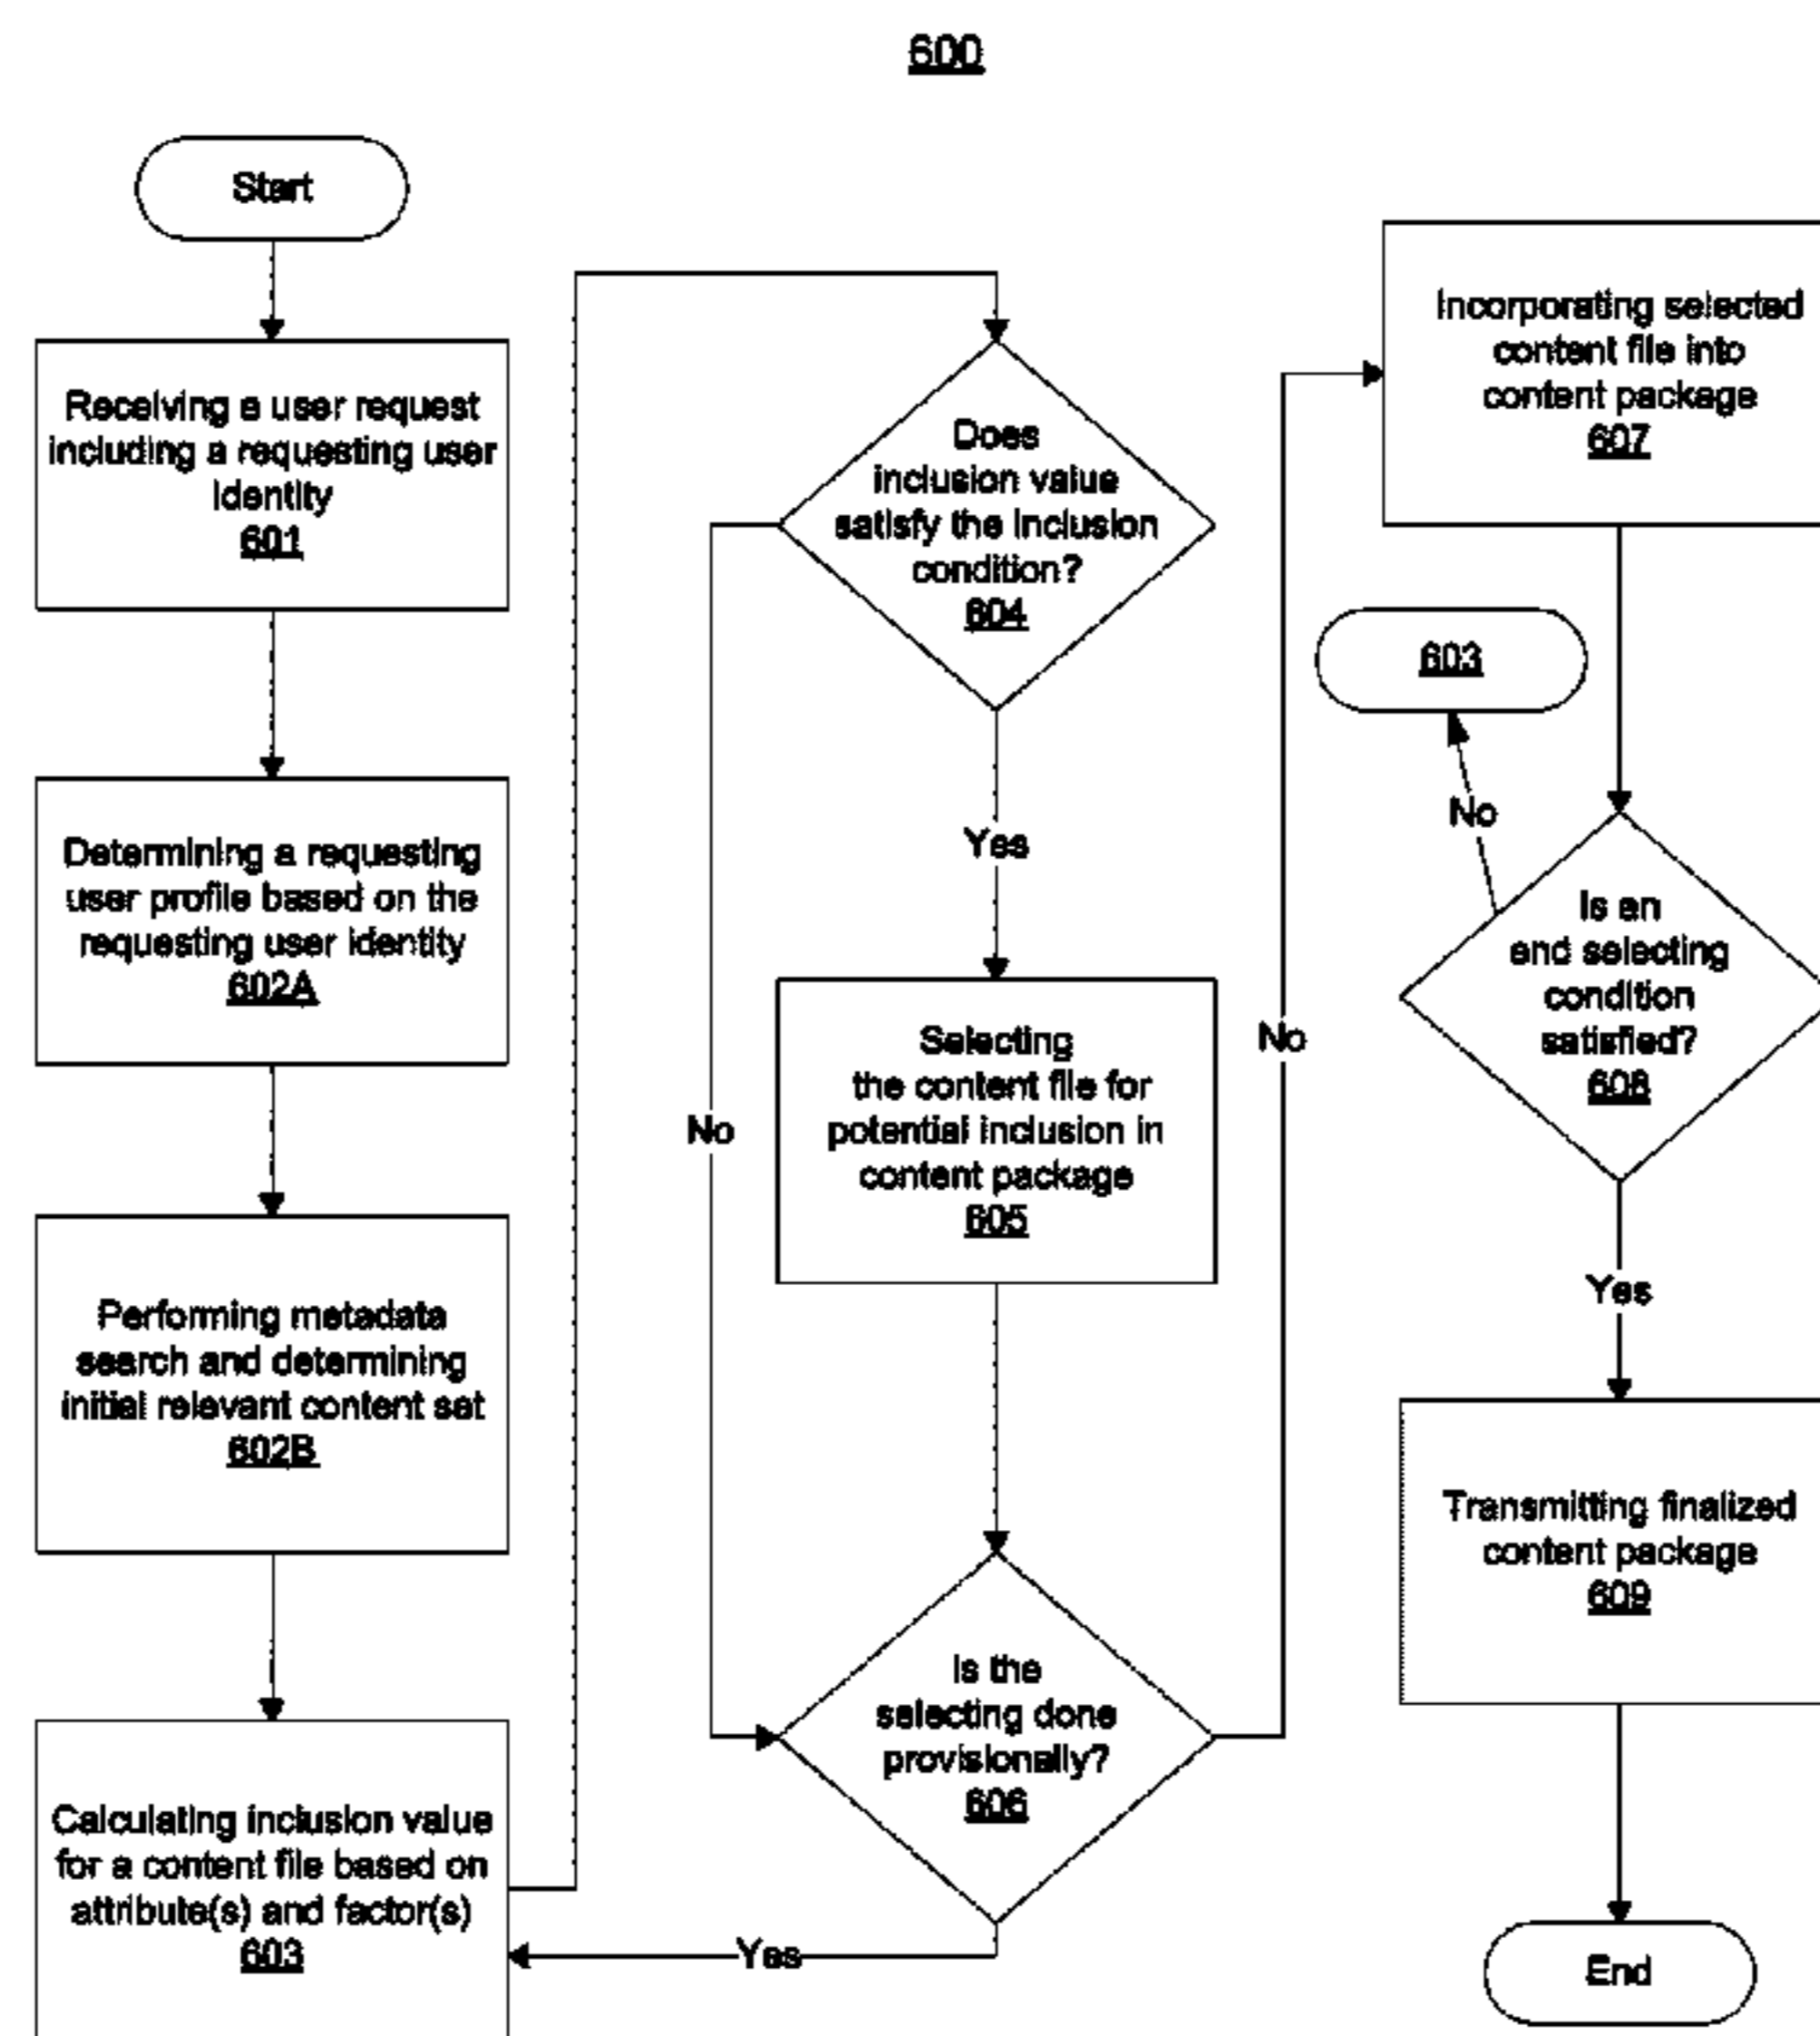 600
Start
Receiving a user request
including a requesting user
identity
601
Determining a requesting
user profile based on the
requesting user identity
602A
Performing metadata
search and determining
initial relevant content set
602B
Calculating inclusion value
for a content file based on
attribute(s) and factor(s)
603
Does
inclusion value
satisfy the inclusion
condition?
604
Yes
No
Selecting
the content file for
potential inclusion in
content package
605
Is the
selecting done
provisionally?
606
Yes
No
Incorporating selected
content file into
content package
607
603
No
Is an
end selecting
condition
satisfied?
608
Yes
Transmitting finalized
content package
609
End